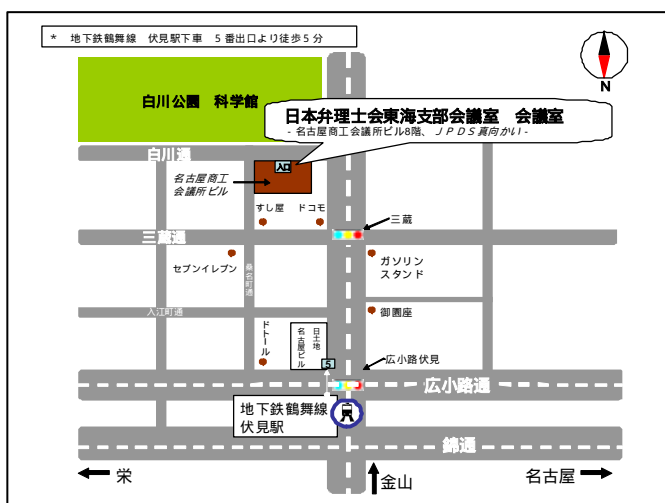 * 地下鉄鶴舞線 伏見駅下車 5番出口より徒歩5分
N
白川公園 科学館
日本弁理士会東海支部会議室 会議室
- 名古屋商工会議所ビル8階、JPDS真向かい -
白川通
入口
名古屋商工
会議所ビル
すし屋
ドコモ
三蔵
三蔵通
セブンイレブン
桑名町通
ガソリン
スタンド
入江町通
御園座
ドトール
日土地
名古屋ビル
5
広小路伏見
広小路通
地下鉄鶴舞線
伏見駅
錦通
栄
金山
名古屋